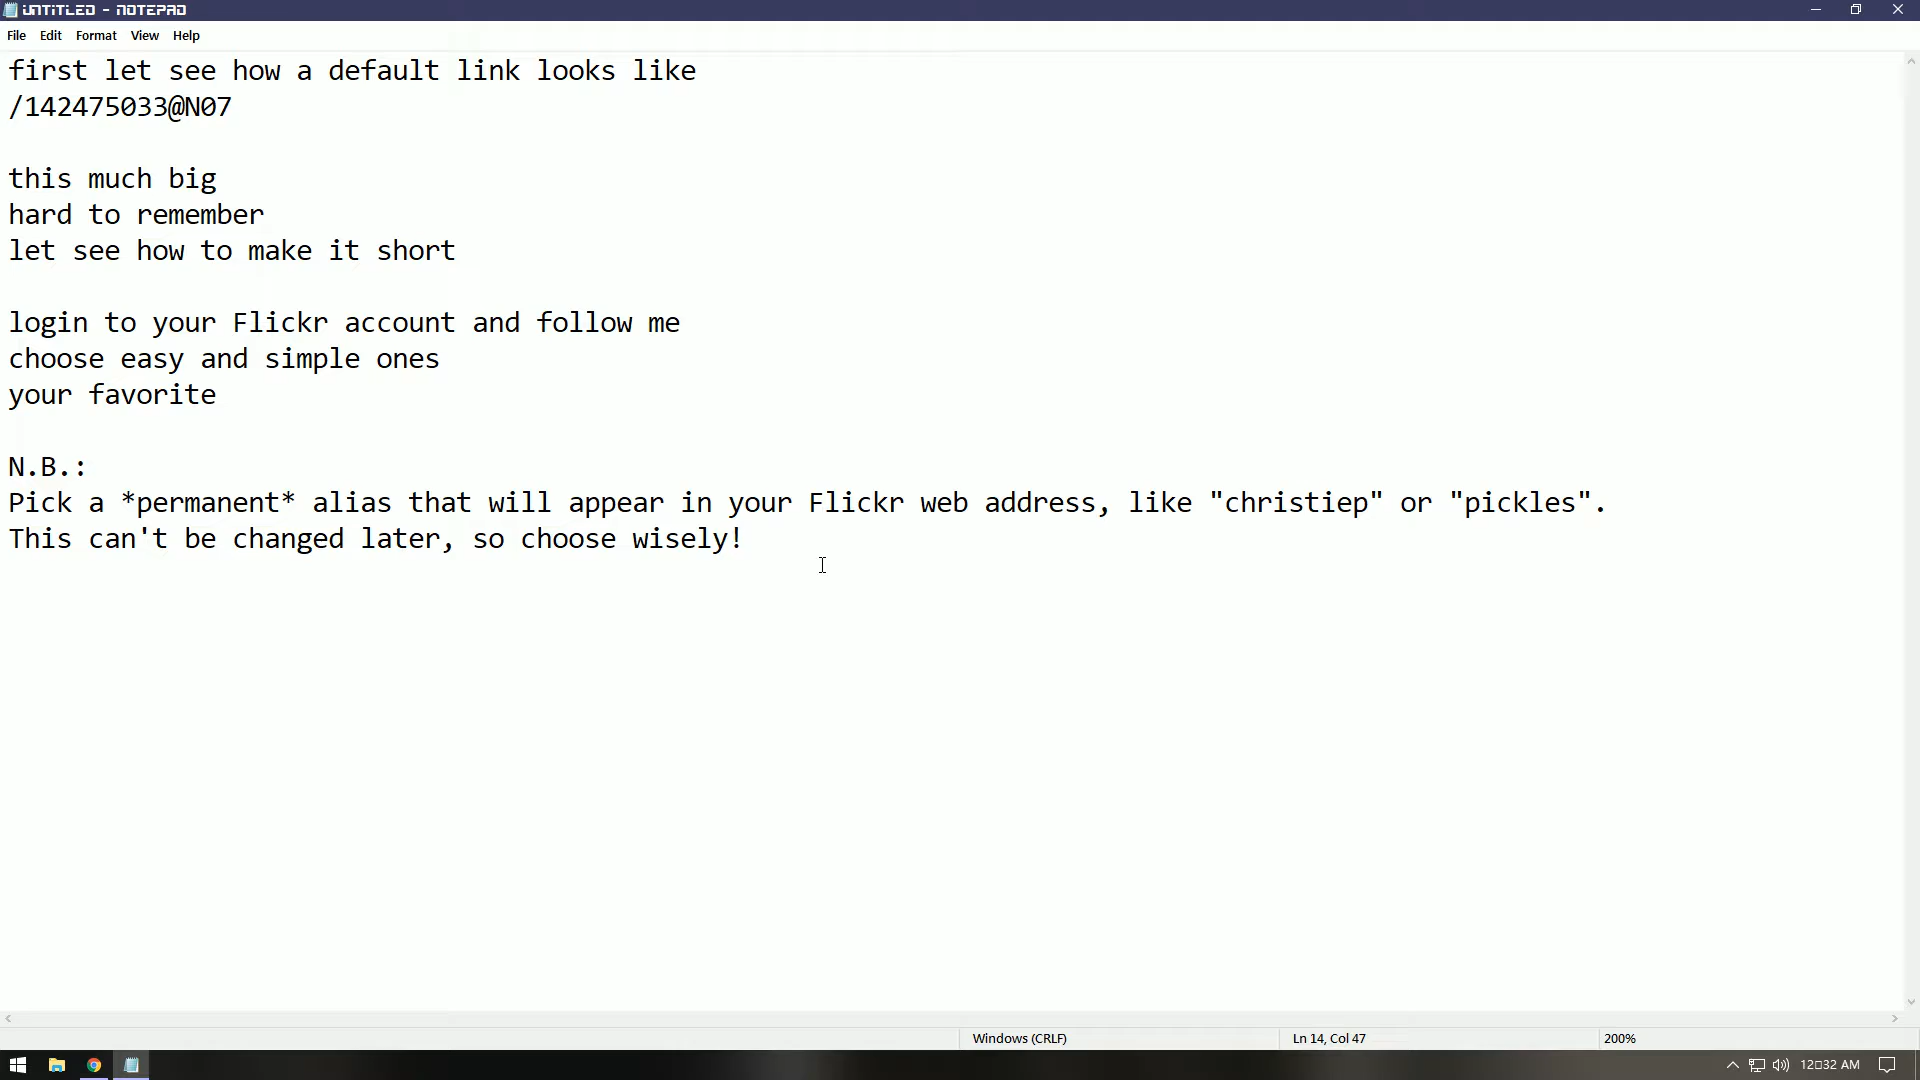 UNTITLED - NOTEPAD
File Edit Format View Help
first let see how a default link looks like
/142475033@N07
this much big
hard to remember
let see how to make it short
login to your Flickr account and follow me
choose easy and simple ones
your favorite
N.B.:
Pick a *permanent* alias that will appear in your Flickr web address, like "christiep" or "pickles".
This can't be changed later, so choose wisely!
Windows (CRLF) Ln 14, Col 47 200%
12□32 AM